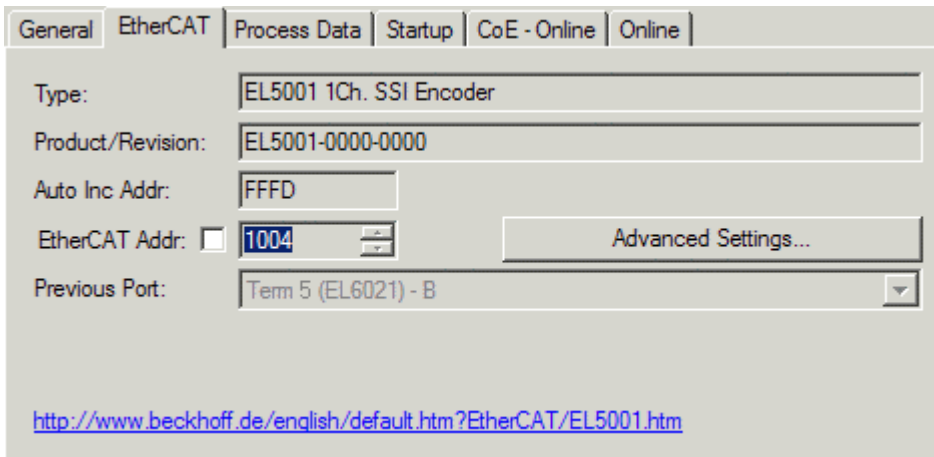 General EtherCAT Process Data Startup CoE - Online Online
Type: EL5001 1Ch. SSI Encoder
Product/Revision: EL5001-0000-0000
Auto Inc Addr: FFFD
EtherCAT Addr: 1004 Advanced Settings...
Previous Port: Term 5 (EL6021) - B
http://www.beckhoff.de/english/default.htm?EtherCAT/EL5001.htm